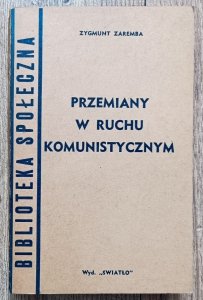 ZYGMUNT ZAREMBA
PRZEMIANY
W RUCHU
KOMUNISTYCZNYM
BIBLIOTEKA SPOŁECZNA
Wyd. „ŚWIATŁO"